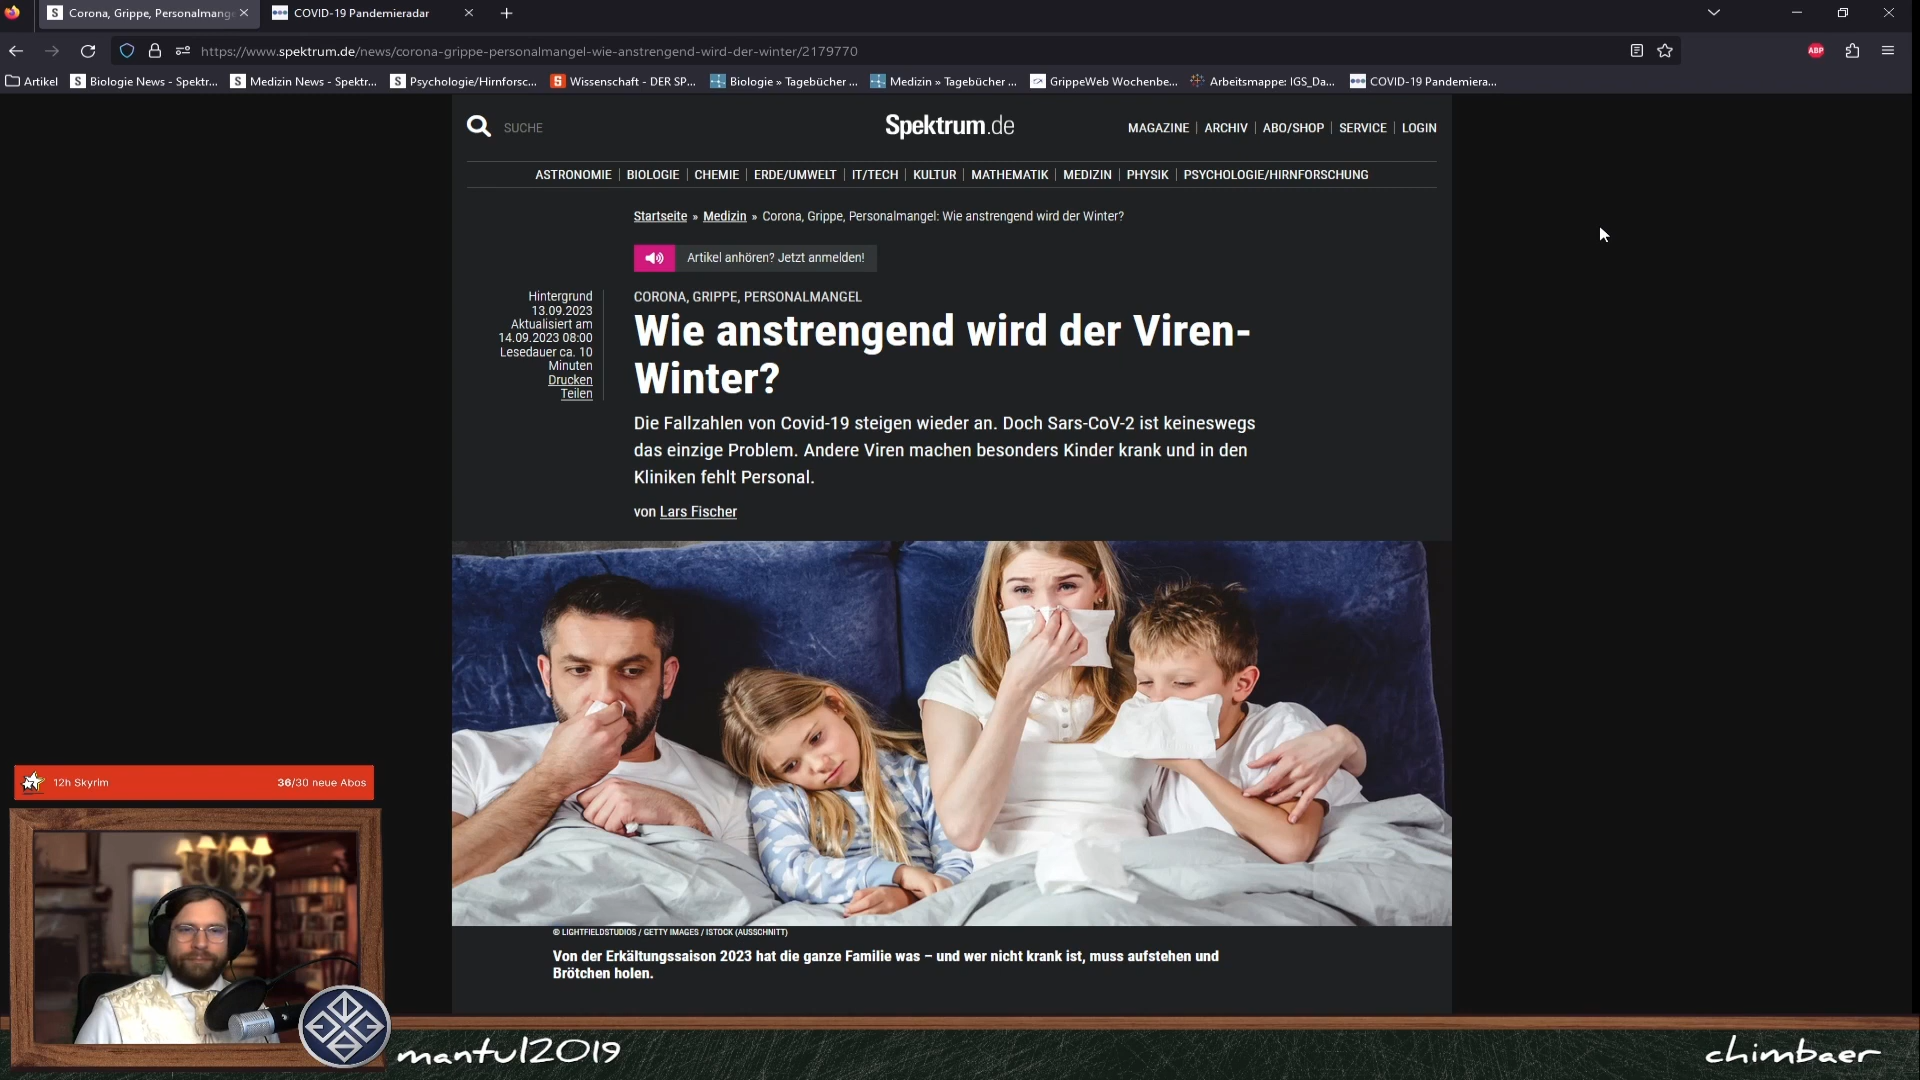 Corona, Grippe, Personalmang
COVID-19 Pandemieradar
https://www.spektrum.de/news/corona-grippe-personalmangel-wie-anstrengend-wird-der-winter/2179770
ABP
Artikel
Biologie News - Spektr...
Medizin News - Spektr...
Psychologie/Hirnforsc...
Wissenschaft - DER SP...
Biologie » Tagebücher ...
Medizin » Tagebücher ...
GrippeWeb Wochenbe...
Arbeitsmappe: IGS_Da...
COVID-19 Pandemiera...
SUCHE
Spektrum.de
MAGAZINE | ARCHIV | ABO/SHOP | SERVICE | LOGIN
ASTRONOMIE | BIOLOGIE | CHEMIE | ERDE/UMWELT | IT/TECH | KULTUR | MATHEMATIK | MEDIZIN | PHYSIK | PSYCHOLOGIE/HIRNFORSCHUNG
Startseite » Medizin » Corona, Grippe, Personalmangel: Wie anstrengend wird der Winter?
Artikel anhören? Jetzt anmelden!
Hintergrund
13.09.2023
Aktualisiert am
14.09.2023 08:00
Lesedauer ca. 10
Minuten
Drucken
Teilen
CORONA, GRIPPE, PERSONALMANGEL
Wie anstrengend wird der Viren-
Winter?
Die Fallzahlen von Covid-19 steigen wieder an. Doch Sars-CoV-2 ist keineswegs
das einzige Problem. Andere Viren machen besonders Kinder krank und in den
Kliniken fehlt Personal.
von Lars Fischer
© LIGHTFIELDSTUDIOS / GETTY IMAGES / ISTOCK (AUSSCHNITT)
Von der Erkältungssaison 2023 hat die ganze Familie was – und wer nicht krank ist, muss aufstehen und
Brötchen holen.
12h Skyrim
36/30 neue Abos
mantul2019
chimbaer